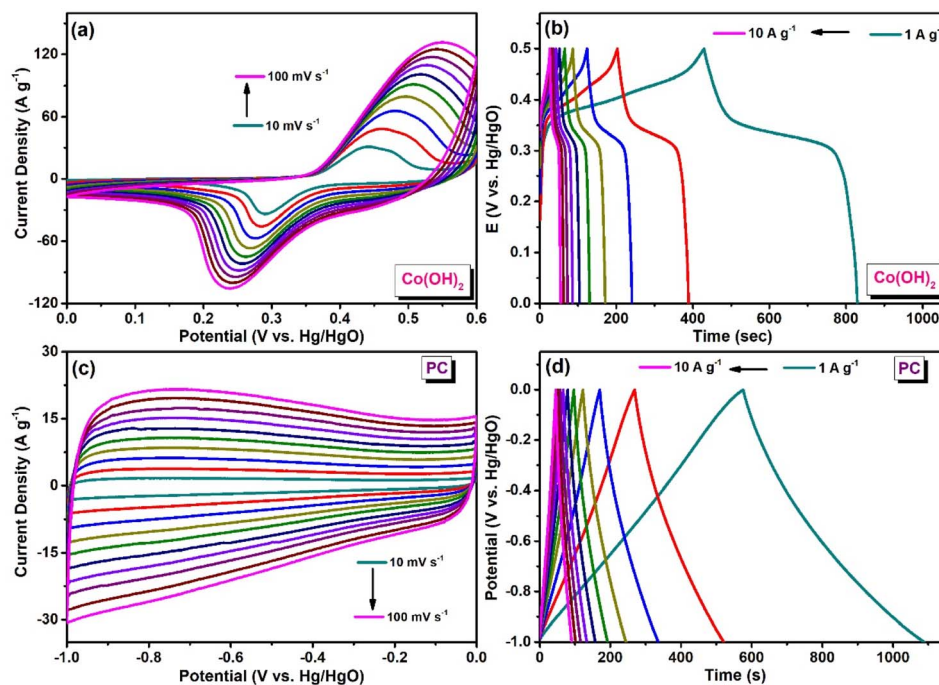 (a)
120
60
0
-60
-120
Current Density (A g⁻¹)
100 mV s⁻¹
10 mV s⁻¹
Co(OH)₂
0.0 0.1 0.2 0.3 0.4 0.5 0.6
Potential (V vs. Hg/HgO)
(b)
10 A g⁻¹ 1 A g⁻¹
0.5
0.4
0.3
0.2
0.1
0.0
E (V vs. Hg/HgO)
Co(OH)₂
0 200 400 600 800 1000
Time (sec)
(c)
PC
30
15
0
-15
-30
Current Density (A g⁻¹)
10 mV s⁻¹
100 mV s⁻¹
-1.0 -0.8 -0.6 -0.4 -0.2 0.0
Potential (V vs. Hg/HgO)
PC
(d)
10 A g⁻¹ 1 A g⁻¹
0.0
-0.2
-0.4
-0.6
-0.8
-1.0
Potential (V vs. Hg/HgO)
0 200 400 600 800 1000
Time (s)